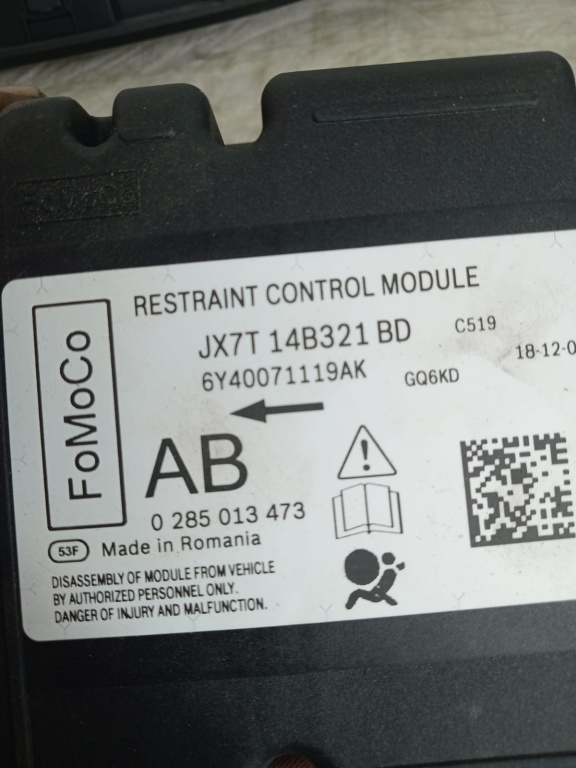 FoMoCo
RESTRAINT CONTROL MODULE
JX7T 14B321 BD
C519
18-12-0
6Y40071119AK
GQ6KD
FoMoCo
AB
0 285 013 473
53F Made in Romania
DISASSEMBLY OF MODULE FROM VEHICLE
BY AUTHORIZED PERSONNEL ONLY.
DANGER OF INJURY AND MALFUNCTION.